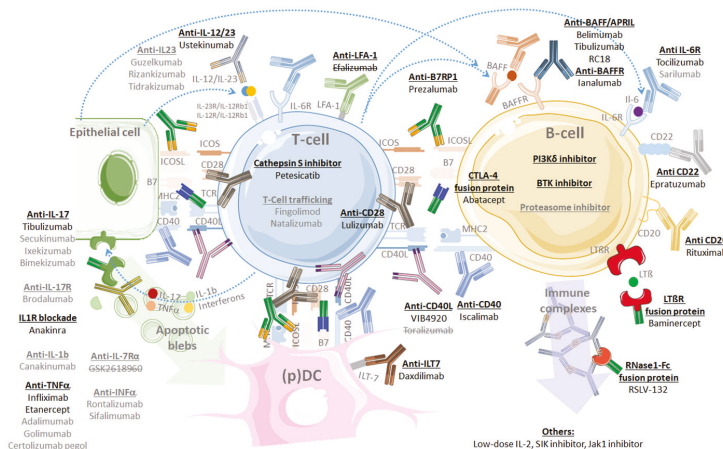 Anti-IL-12/23
Ustekinumab
Anti-IL23
Guzelkumab
Rizankizumab
Tidrakizumab
IL-12/IL-23
IL-23R/IL-12Rb1
IL-12R/IL-12Rb1
IL-6R
Anti-LFA-1
Efalizumab
LFA-1
Anti-B7RP1
Prezalumab
BAFF
BAFFR
Anti-BAFF/APRIL
Belimumab
Tibulizumab
RC18
Anti-BAFFR
Ianalumab
Anti IL-6R
Tocilizumab
Sarilumab
Il-6
IL-6R
CD22
Anti CD22
Epratuzumab
CD20
Anti CD20
Rituximab
Epithelial cell
ICOSL
ICOS
B7
CD28
MHC2
TCR
CD40
CD40L
T-cell
Cathepsin S inhibitor
Petesicatib
T-Cell trafficking
Fingolimod
Natalizumab
Anti-CD28
Lulizumab
ICOS
ICOSL
CD28
B7
CTLA-4
fusion protein
Abatacept
TCR
MHC2
CD40L
CD40
B-cell
PI3Kδ inhibitor
BTK inhibitor
Proteasome inhibitor
LTßR
LTß
LTßR
fusion protein
Baminercept
Anti-IL-17
Tibulizumab
Secukinumab
Ixekizumab
Bimekizumab
Anti-IL-17R
Brodalumab
IL1R blockade
Anakinra
Anti-IL-1b
Canakinumab
Anti-TNFα
Infliximab
Etanercept
Adalimumab
Golimumab
Certolizumab pegol
IL-17
TNFα
IL-1b
Interferons
Apoptotic
blebs
Anti-IL-7Rα
GSK2618960
Anti-INFα
Rontalizumab
Sifalimumab
TCR
ICOSL
CD28
B7
CD40L
CD40
(p)DC
ILT-7
Anti-ILT7
Daxdilimab
Anti-CD40L
VIB4920
Toralizumab
Anti-CD40
Iscalimab
Immune
complexes
RNase1-Fc
fusion protein
RSLV-132
Others:
Low-dose IL-2, SIK inhibitor, Jak1 inhibitor